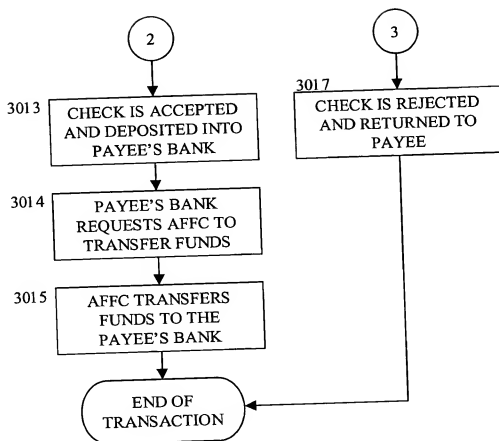 2
3
3013
CHECK IS ACCEPTED
AND DEPOSITED INTO
PAYEE'S BANK
3017
CHECK IS REJECTED
AND RETURNED TO
PAYEE
3014
PAYEE'S BANK
REQUESTS AFFC TO
TRANSFER FUNDS
3015
AFFC TRANSFERS
FUNDS TO THE
PAYEE'S BANK
END OF
TRANSACTION